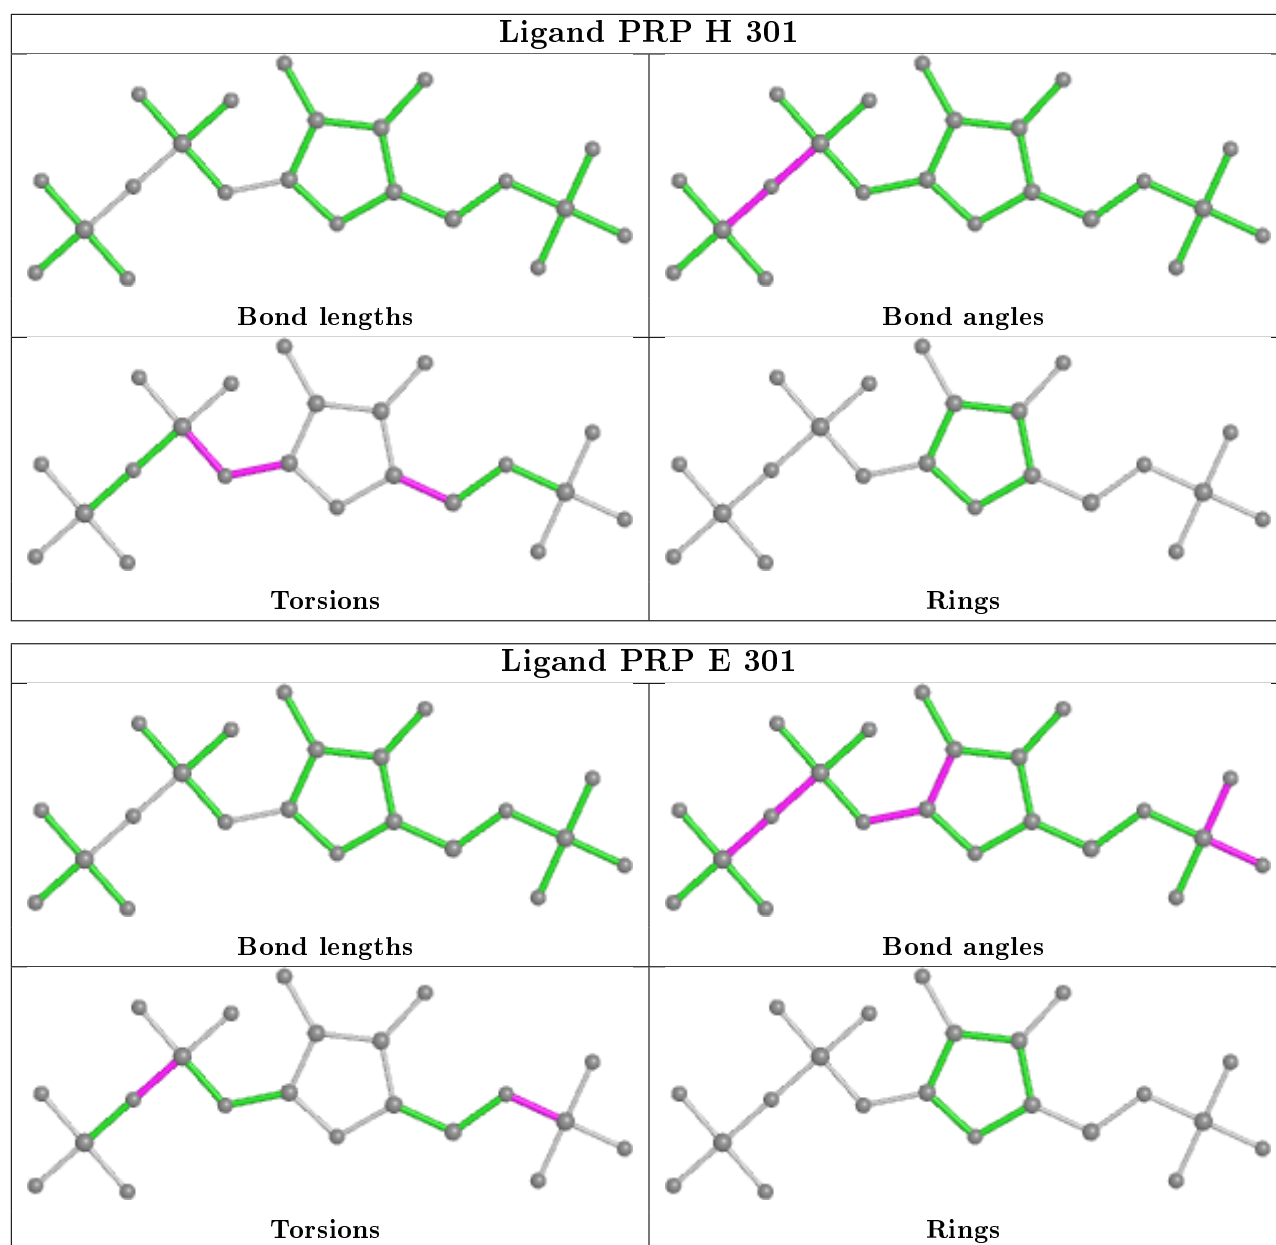 Ligand PRP H 301
Bond lengths
Bond angles
Torsions
Rings
Ligand PRP E 301
Bond lengths
Bond angles
Torsions
Rings